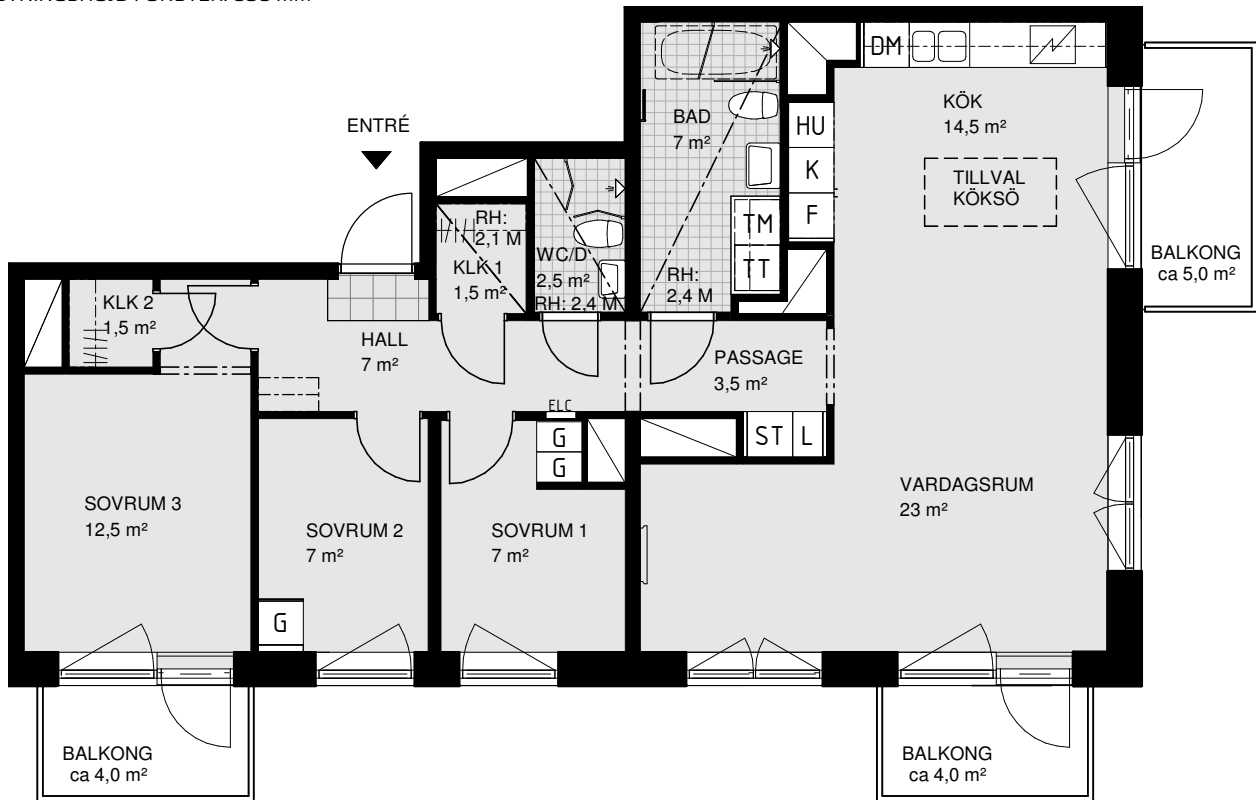 DM
BAD
7 m²
KÖK
14,5 m²
ENTRÉ
HU
K
F
TILLVAL
KÖKSÖ
RH:
2,1 M
TM
TT
KLK 1
1,5 m²
WC/D
2,5 m²
RH: 2,4 M
RH:
2,4 M
BALKONG
ca 5,0 m²
KLK 2
1,5 m²
HALL
7 m²
PASSAGE
3,5 m²
ELC
G
G
ST
L
SOVRUM 3
12,5 m²
SOVRUM 2
7 m²
SOVRUM 1
7 m²
VARDAGSRUM
23 m²
G
BALKONG
ca 4,0 m²
BALKONG
ca 4,0 m²